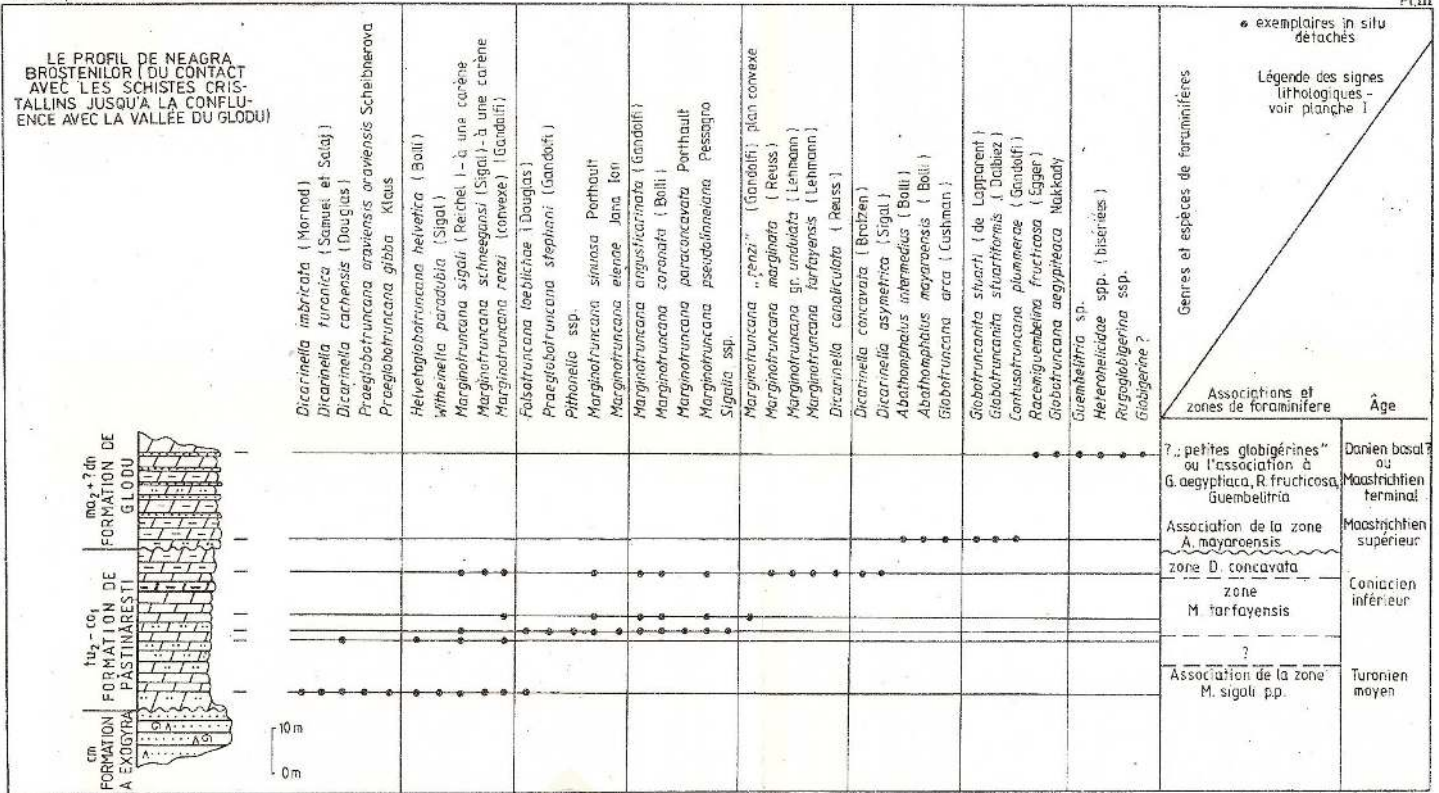 Pl.III
LE PROFIL DE NEAGRA
BROSTENILOR ( DU CONTACT
AVEC LES SCHISTES CRIS-
TALLINS JUSQU'A LA CONFLU-
ENCE AVEC LA VALLÉE DU GLODU)
Dicarinella imbricata (Mornod)
Dicarinella turanica (Samuel et Salaj)
Dicarinella canhensis (Douglas)
Praeglobotruncana oraviensis oraviensis Scheibnerova
Praeglobotruncana gibba Klaus
Helvetoglobotruncana helvetica (Bolli)
Witheinella paradubia (Sigal)
Marginotruncana sigali (Reichel) - à une carène
Marginotruncana schneegansi (Sigal) - à une carène
Marginotruncana renzi (convexe) (Gandolfi)
Falsotruncana loeblichae (Douglas)
Praeglobotruncana stephani (Gandolfi)
Pithonella ssp.
Marginotruncana sinuosa Porthault
Marginotruncana elenae Jana Ion
Marginotruncana angusticarinata (Gandolfi)
Marginotruncana coronata (Bolli)
Marginotruncana paraconcavata Porthault
Marginotruncana pseudolinneiana Pessagno
Sigalia ssp.
Marginotruncana „renzi” (Gandolfi) plan convexe
Marginotruncana marginata (Reuss)
Marginotruncana gr. undulata (Lehmann)
Marginotruncana tarfayensis (Lehmann)
Dicarinella canaliculata (Reuss)
Dicarinella concavata (Brotzen)
Dicarinella asymetrica (Sigal)
Abathomphalus intermedius (Bolli)
Abathomphalus mayaroensis (Bolli)
Globotruncana arca (Cushman)
Globotruncanita stuarti (de Lapparent)
Globotruncanita stuartiformis (Dalbiez)
Contusotruncana plummerae (Gandolfi)
Racemiguembelina fructicosa (Egger)
Globotruncana aegyptiaca Nakkady
Guembelitria sp.
Heterohelicidae spp. (bisériées)
Rugoglobigerina ssp.
Globigerine ?
• exemplaires in situ
détachés
Légende des signes
lithologiques -
voir planche I
Genres et espèces de foraminifères
Associations et
zones de foraminifere
Âge
ma2+?dn
FORMATION DE
GLODU
tu2-co1
FORMATION DE
PÂSTINĂRESTI
cm
FORMATION
A EXOGYRA
10 m
0 m
?„petites globigérines”
ou l'association à
G. aegyptiaca, R. fructicosa,
Guembelitria
Danien basal?
ou
Maastrichtien
terminal
Association de la zone
A. mayaroensis
Maastrichtien
supérieur
zone D. concavata
zone
M tarfayensis
Coniacien
inférieur
?
Association de la zone
M. sigali p.p.
Turonien
moyen